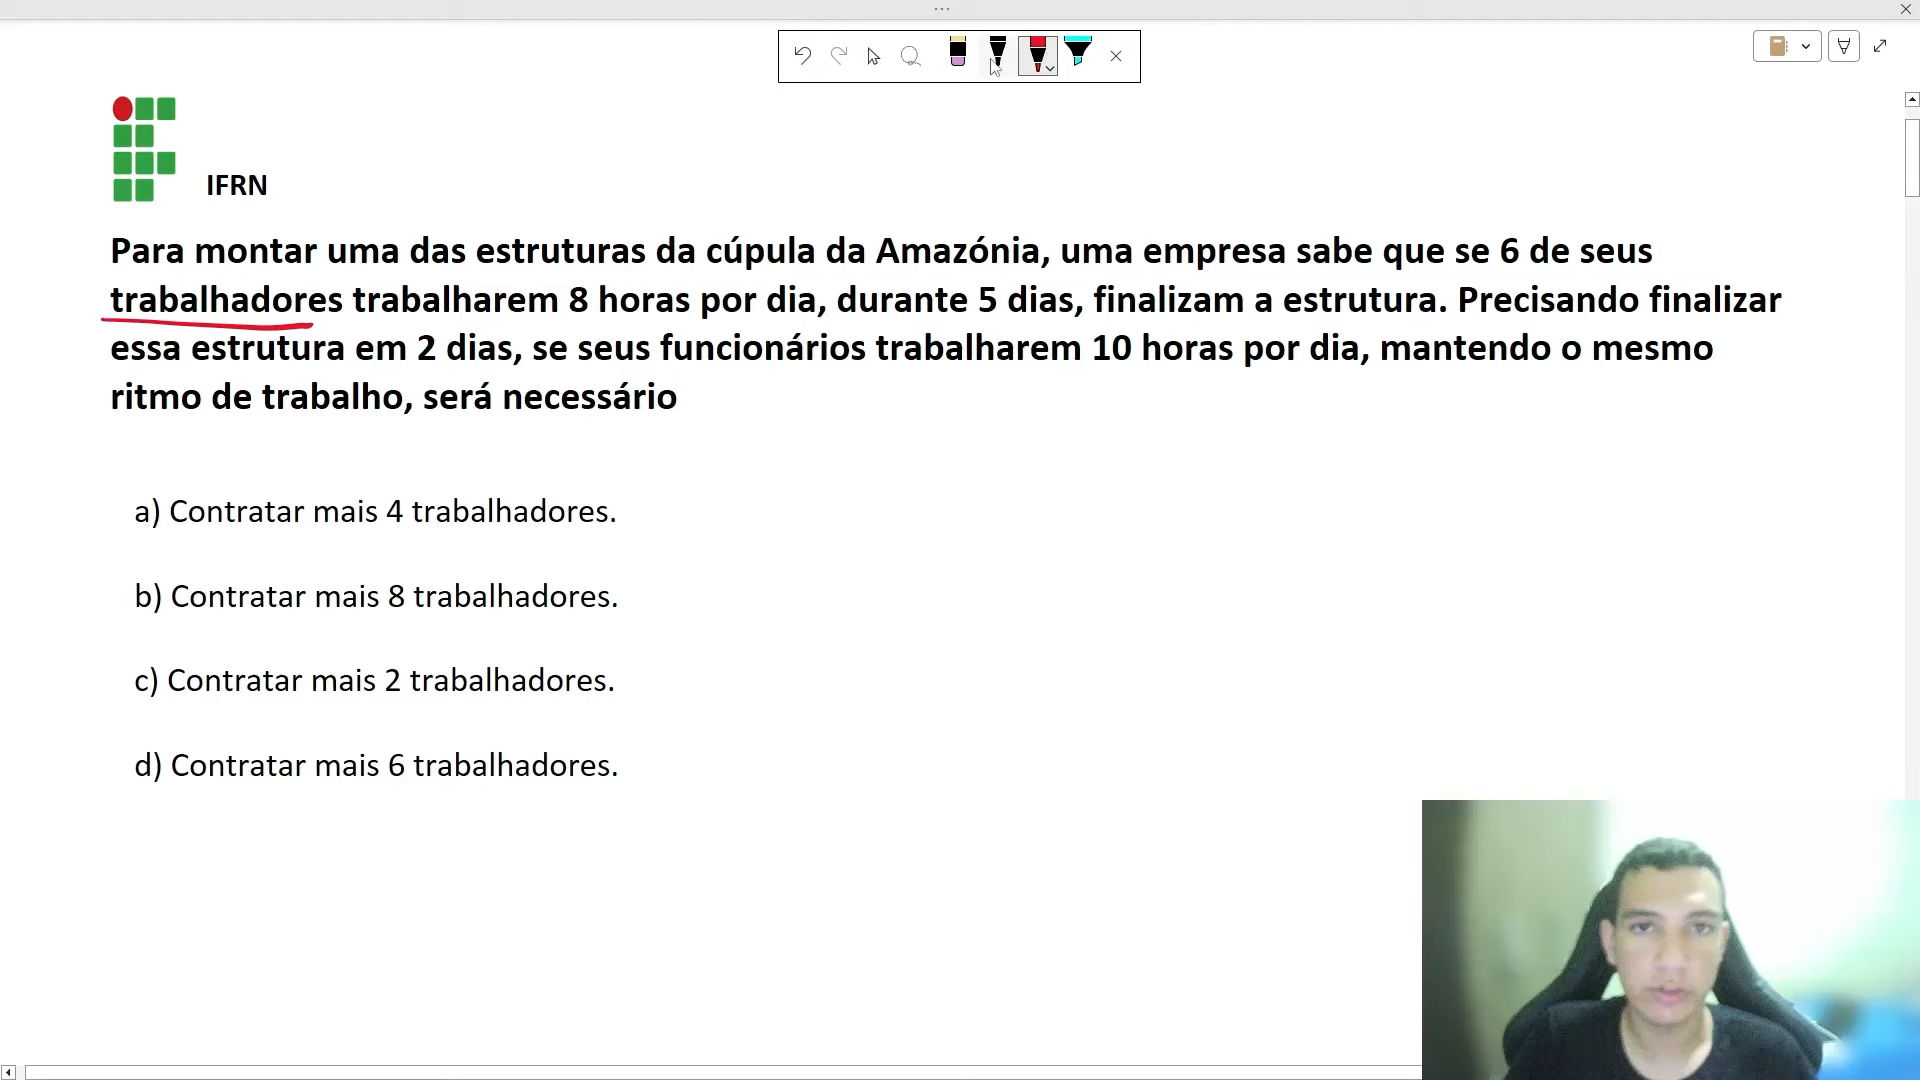 IFRN
Para montar uma das estruturas da cúpula da Amazónia, uma empresa sabe que se 6 de seus
trabalhadores trabalharem 8 horas por dia, durante 5 dias, finalizam a estrutura. Precisando finalizar
essa estrutura em 2 dias, se seus funcionários trabalharem 10 horas por dia, mantendo o mesmo
ritmo de trabalho, será necessário
a) Contratar mais 4 trabalhadores.
b) Contratar mais 8 trabalhadores.
c) Contratar mais 2 trabalhadores.
d) Contratar mais 6 trabalhadores.